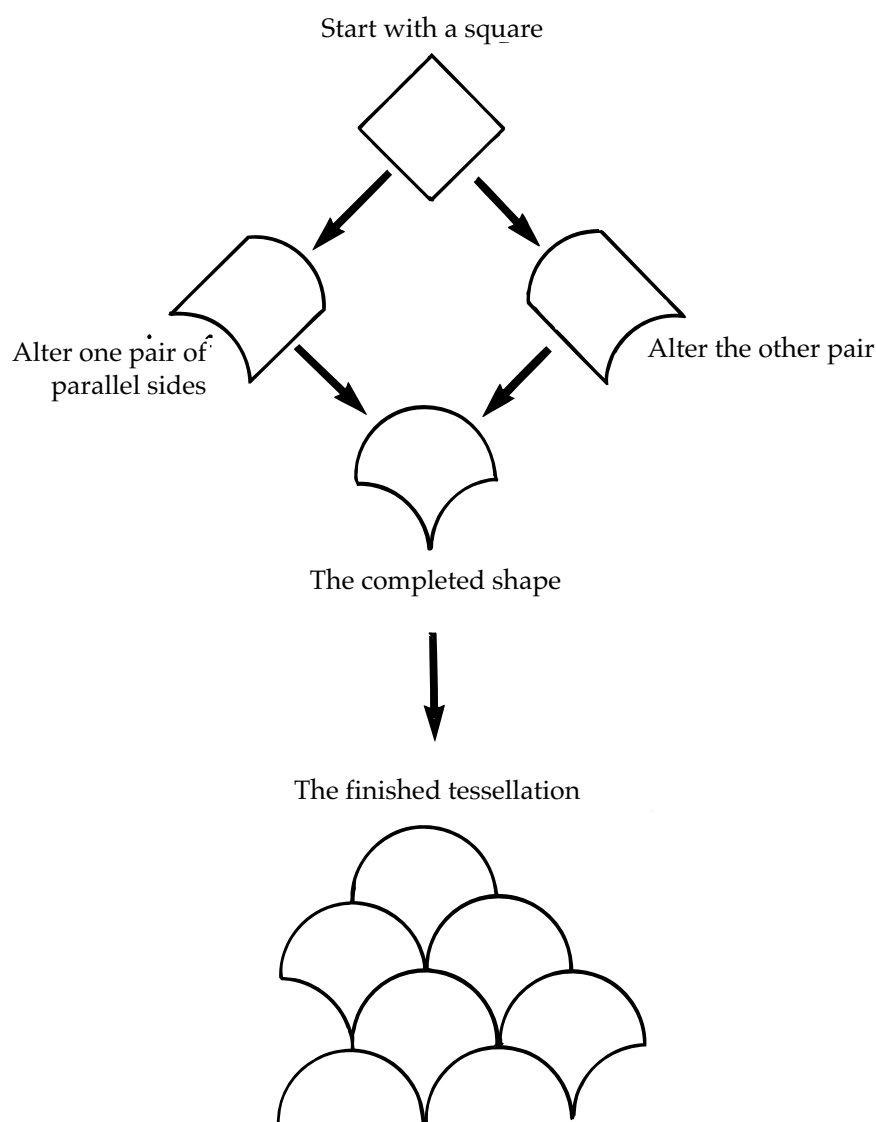 Start with a square
Alter one pair of
parallel sides
Alter the other pair
The completed shape
The finished tessellation